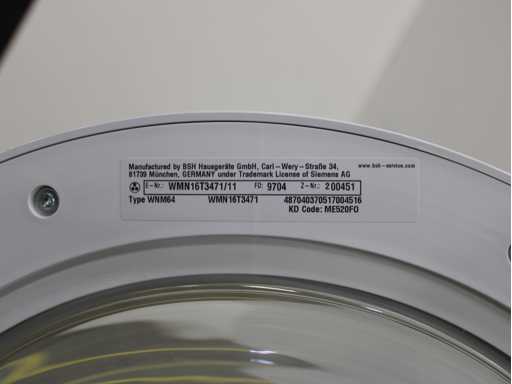 Manufactured by BSH Hausgeräte GmbH, Carl-Wery-Straße 34, www.bsh-service.com
81739 München, GERMANY under Trademark License of Siemens AG
E-Nr.: WMN16T3471/11 FD: 9704 Z-Nr.: 200451
Type WNM64 WMN16T3471 487040370517004516
KD Code: ME520FO